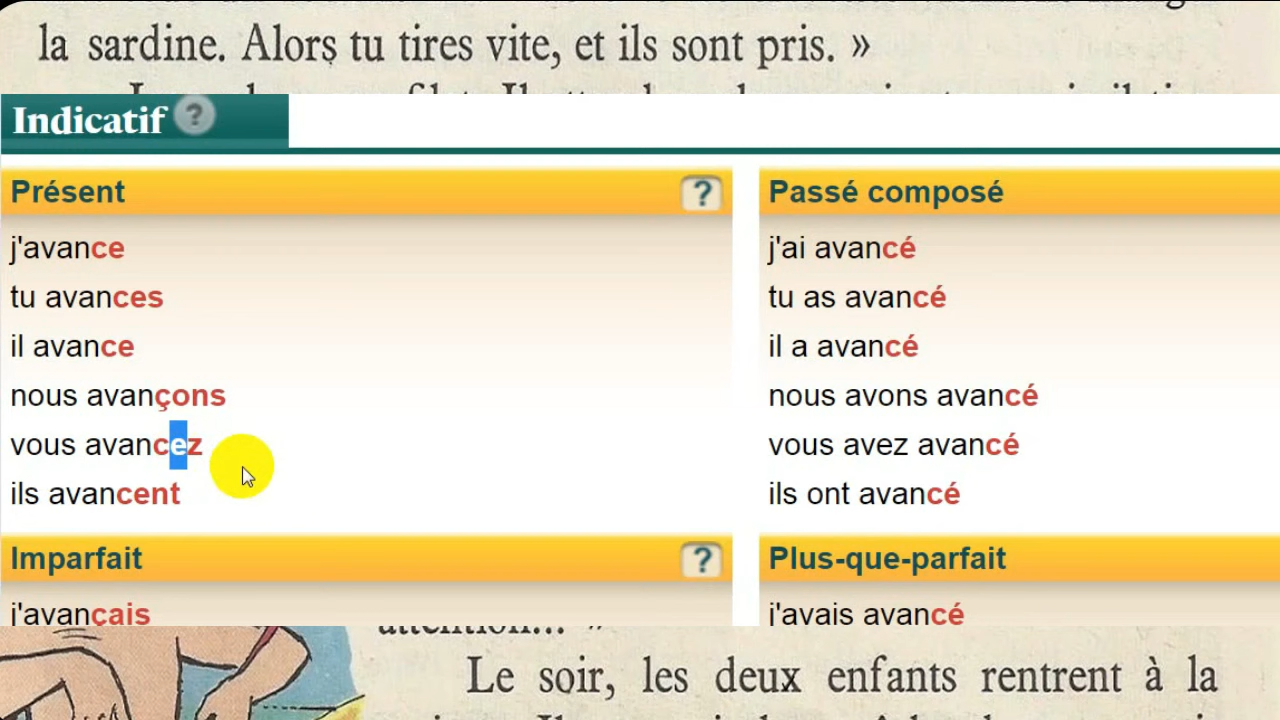 la sardine. Alors tu tires vite, et ils sont pris. »
Indicatif ?
Présent ?
j'avance
tu avances
il avance
nous avançons
vous avancez
ils avancent
Passé composé
j'ai avancé
tu as avancé
il a avancé
nous avons avancé
vous avez avancé
ils ont avancé
Imparfait ?
j'avançais
Plus-que-parfait
j'avais avancé
attention... »
Le soir, les deux enfants rentrent à la